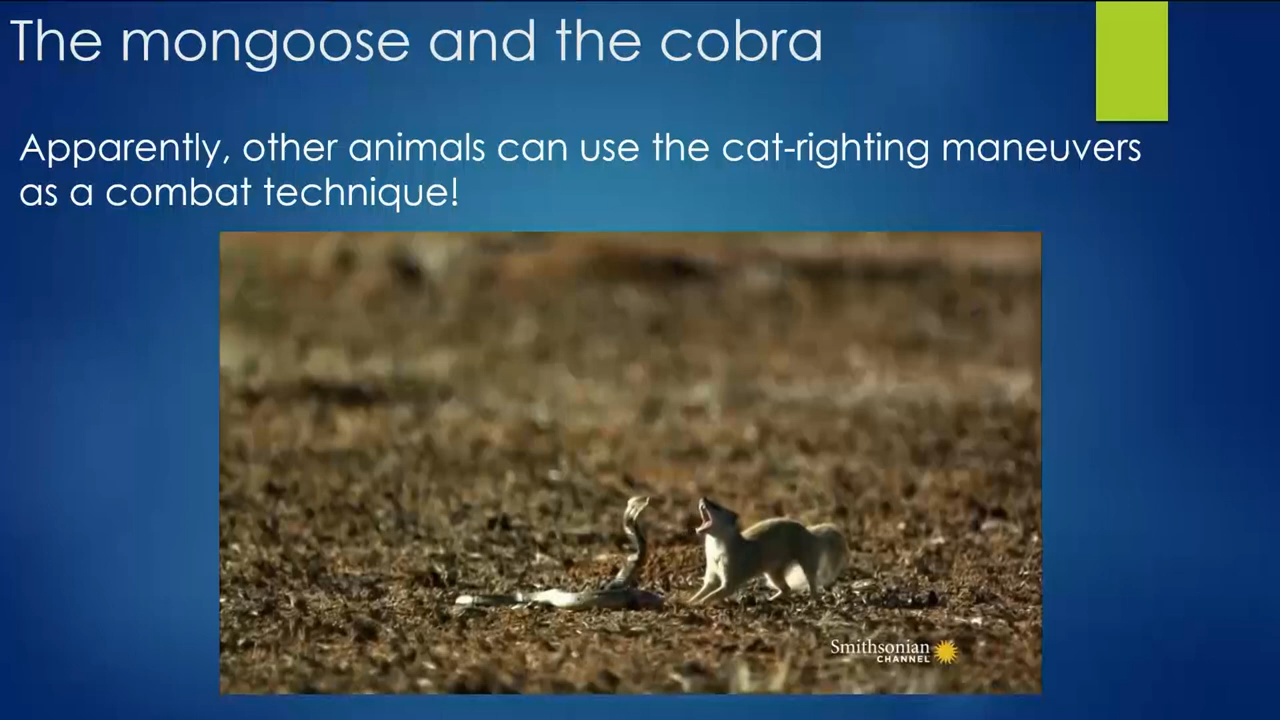 The mongoose and the cobra
Apparently, other animals can use the cat-righting maneuvers
as a combat technique!
Smithsonian
CHANNEL